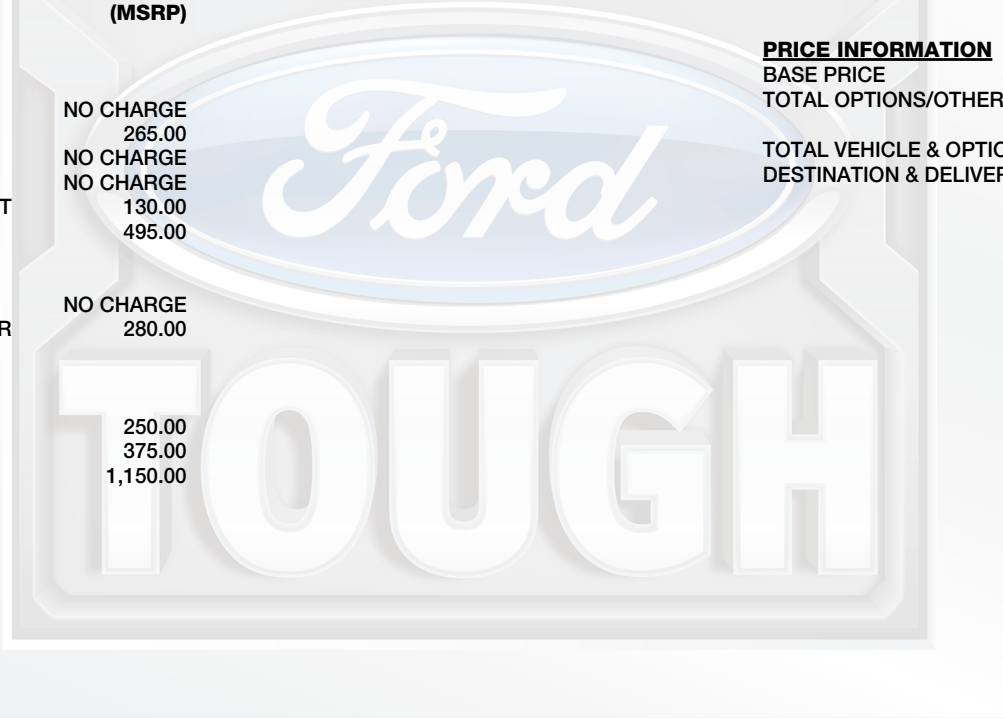 (MSRP)
NO CHARGE
265.00
NO CHARGE
NO CHARGE
T 130.00
495.00
NO CHARGE
R 280.00
250.00
375.00
1,150.00
PRICE INFORMATION
BASE PRICE
TOTAL OPTIONS/OTHER
TOTAL VEHICLE & OPTIO
DESTINATION & DELIVER
Ford
TOUGH